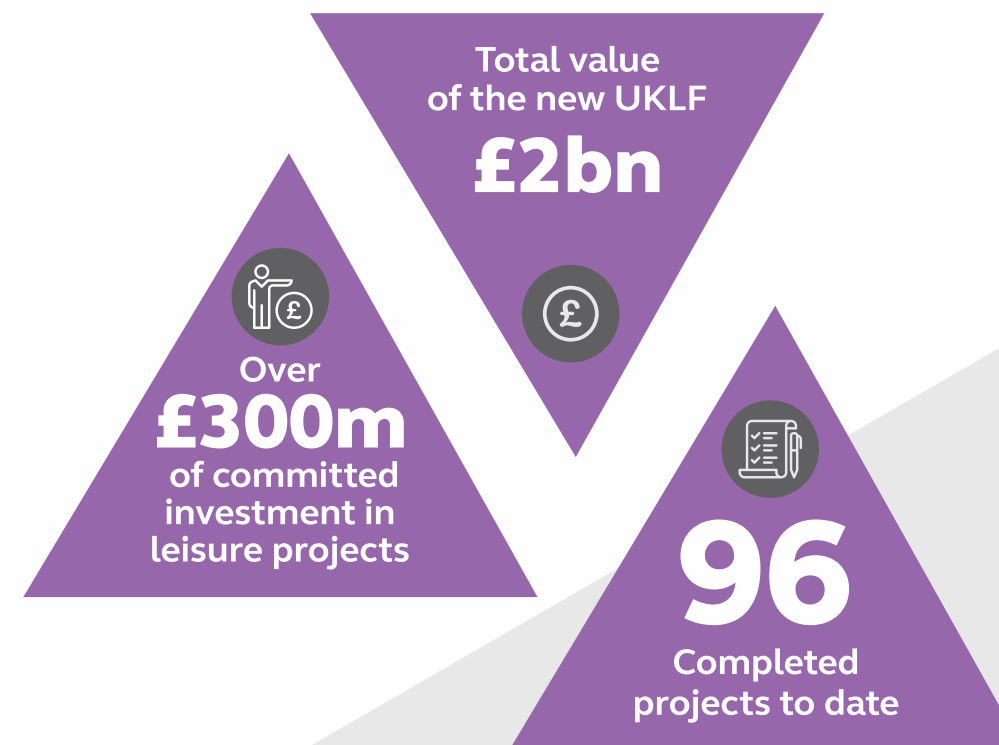 Total value
of the new UKLF
£2bn
£
£
Over
£300m
of committed
investment in
leisure projects
96
Completed
projects to date